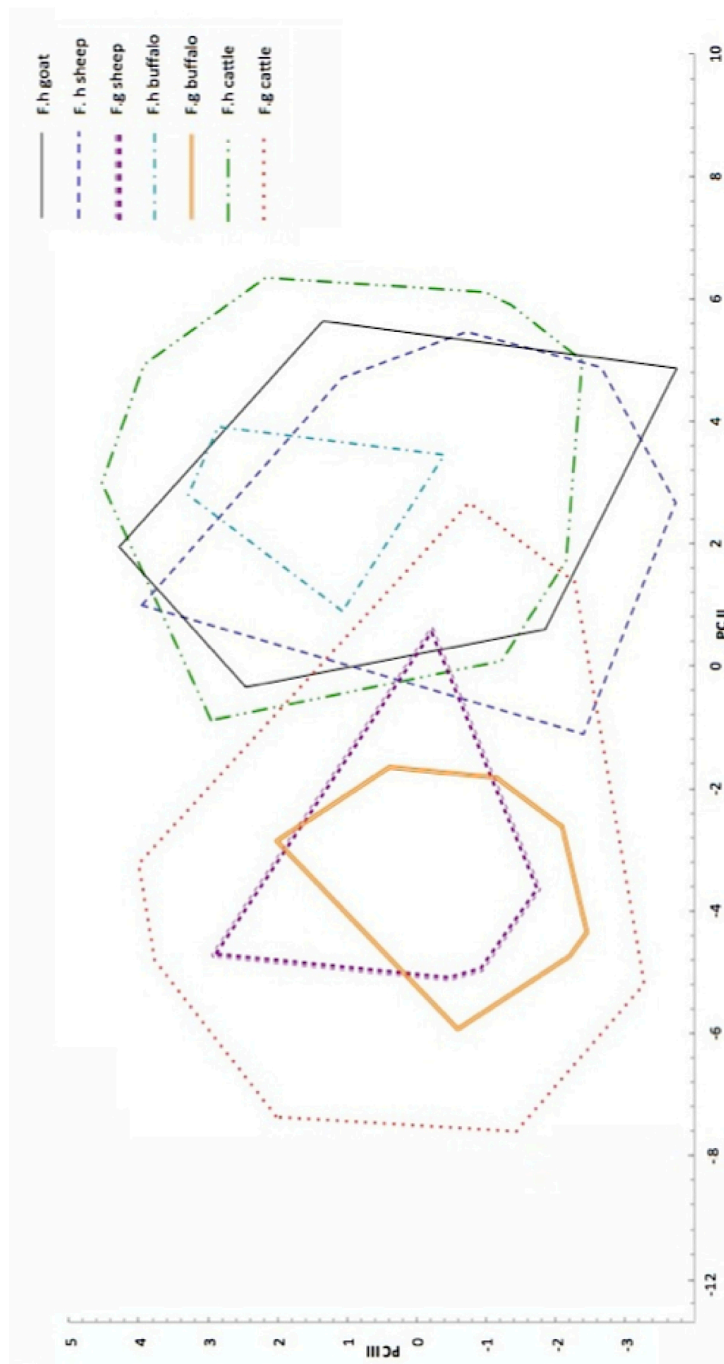 F.h goat
F. h sheep
F.g sheep
F.h buffalo
F.g buffalo
F.h cattle
F.g cattle
5
4
3
2
1
0
-1
-2
-3
PC III
-12
-8
-6
-4
-2
0
2
4
6
8
10
PC II